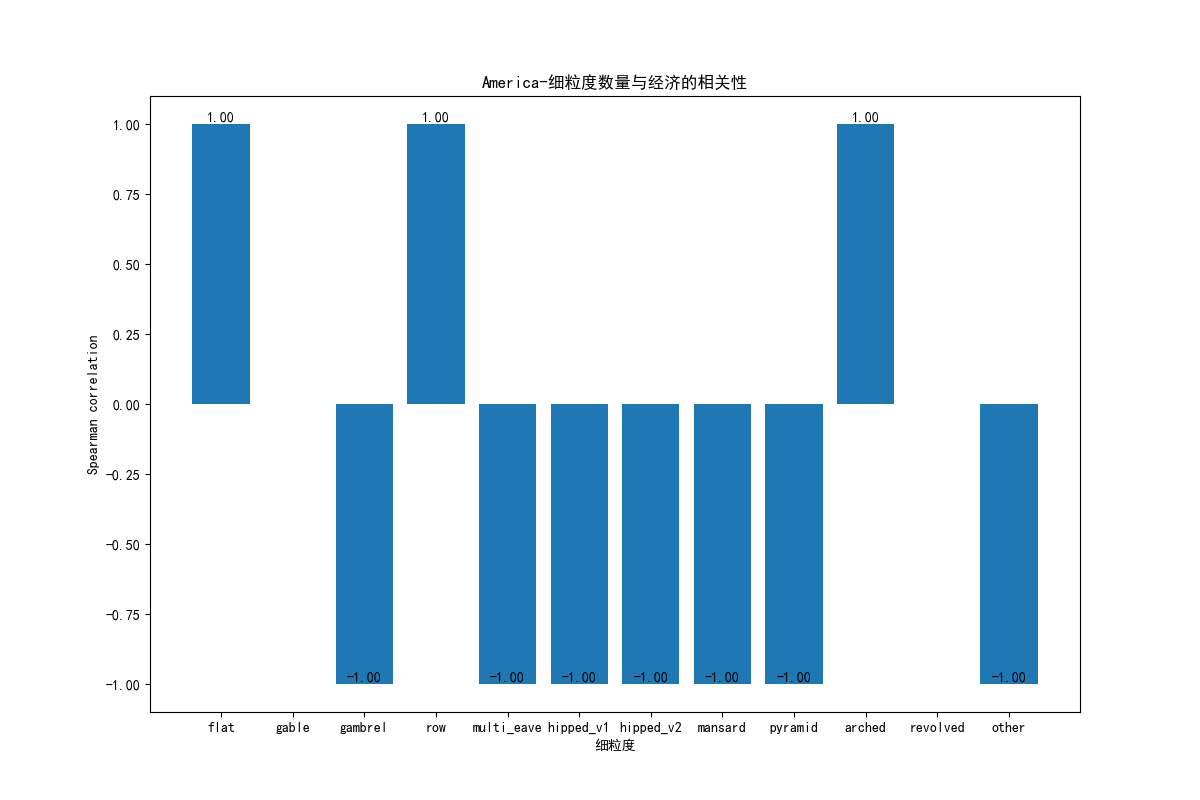 America-细粒度数量与经济的相关性
1.00 1.00 1.00
1.00
0.75
0.50
0.25
0.00
-0.25
-0.50
-0.75
-1.00
Spearman correlation
-1.00 -1.00 -1.00 -1.00 -1.00 -1.00 -1.00
flat gable gambrel row multi_eave hipped_v1 hipped_v2 mansard pyramid arched revolved other
细粒度